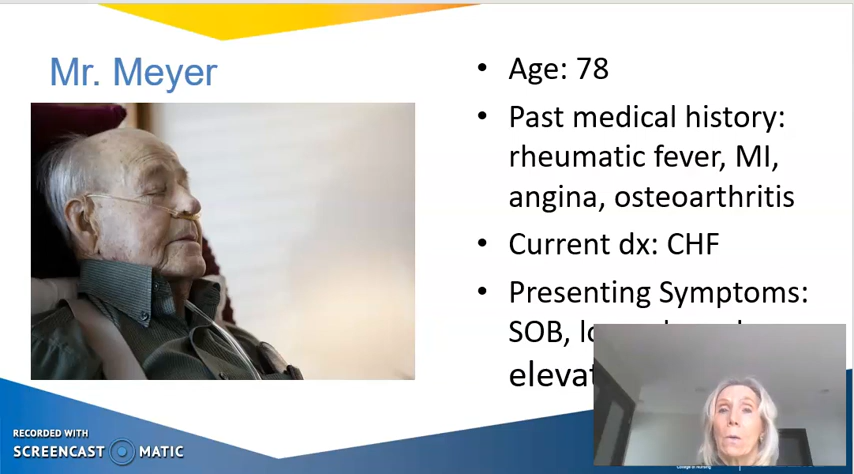 Mr. Meyer
• Age: 78
• Past medical history:
rheumatic fever, MI,
angina, osteoarthritis
• Current dx: CHF
• Presenting Symptoms:
SOB,
RECORDED WITH
SCREENCAST MATIC